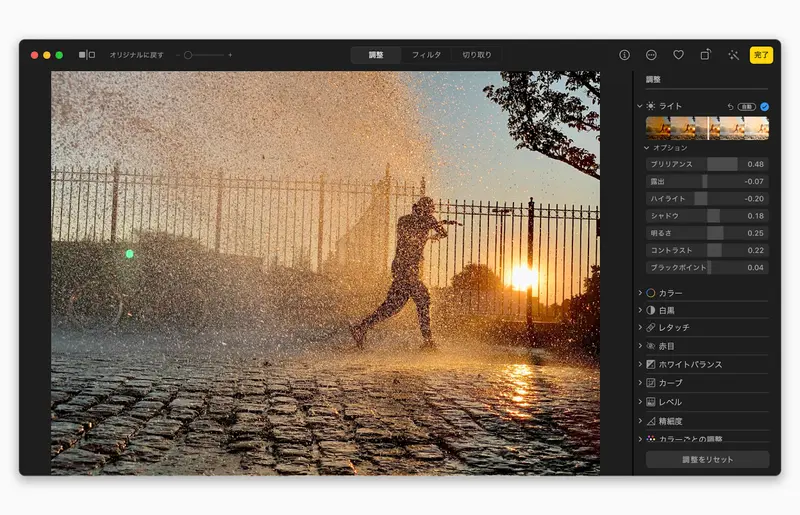 オリジナルに戻す
調整
フィルタ
切り取り
完了
調整
ライト
自動
オプション
ブリリアンス 0.48
露出 -0.07
ハイライト -0.20
シャドウ 0.18
明るさ 0.25
コントラスト 0.22
ブラックポイント 0.04
カラー
白黒
レタッチ
赤目
ホワイトバランス
カーブ
レベル
精細度
カラーごとの調整
調整をリセット